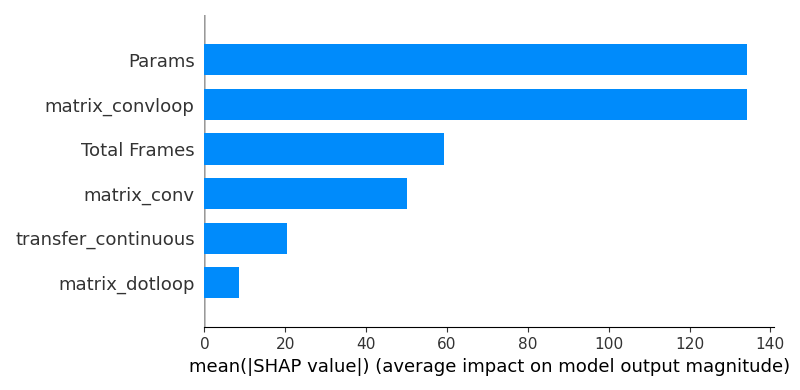 Params
matrix_convloop
Total Frames
matrix_conv
transfer_continuous
matrix_dotloop
0 20 40 60 80 100 120 140
mean(|SHAP value|) (average impact on model output magnitude)